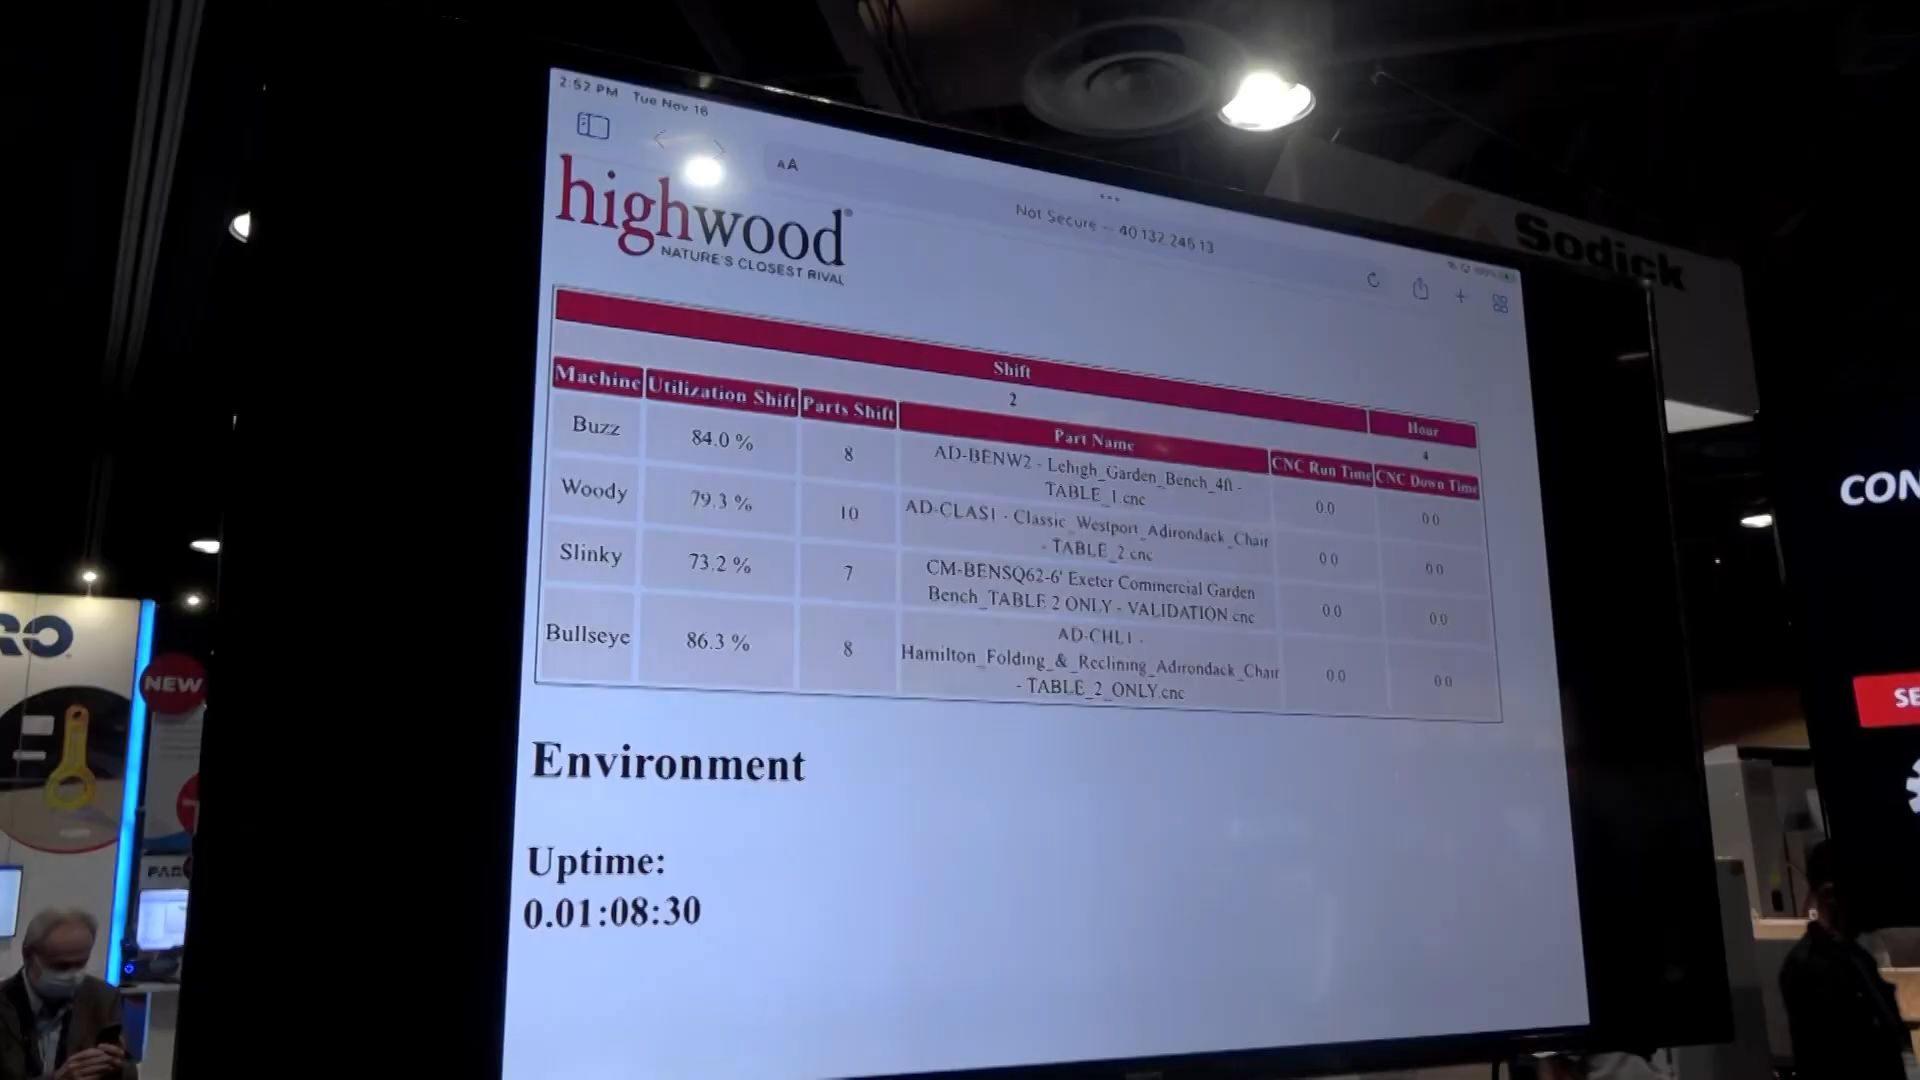 2:52 PM Tue Nov 16
AA
Not Secure — 40.132.245.13
100%
highwood®
NATURE'S CLOSEST RIVAL
Shift
Hour
2
4
Machine Utilization Shift Parts Shift Part Name CNC Run Time CNC Down Time
Buzz 84.0 % 8 AD-BENW2 - Lehigh_Garden_Bench_4ft -
TABLE_1.cnc 0.0 0.0
Woody 79.3 % 10 AD-CLAS1 - Classic_Westport_Adirondack_Chair
- TABLE_2.cnc 0.0 0.0
Slinky 73.2 % 7 CM-BENSQ62-6' Exeter Commercial Garden
Bench_TABLE 2 ONLY - VALIDATION.cnc 0.0 0.0
Bullseye 86.3 % 8 AD-CHL1 -
Hamilton_Folding_&_Reclining_Adirondack_Chair
- TABLE_2_ONLY.cnc 0.0 0.0
Environment
Uptime:
0.01:08:30
Sodick
CON
SE
RO
NEW
FARO